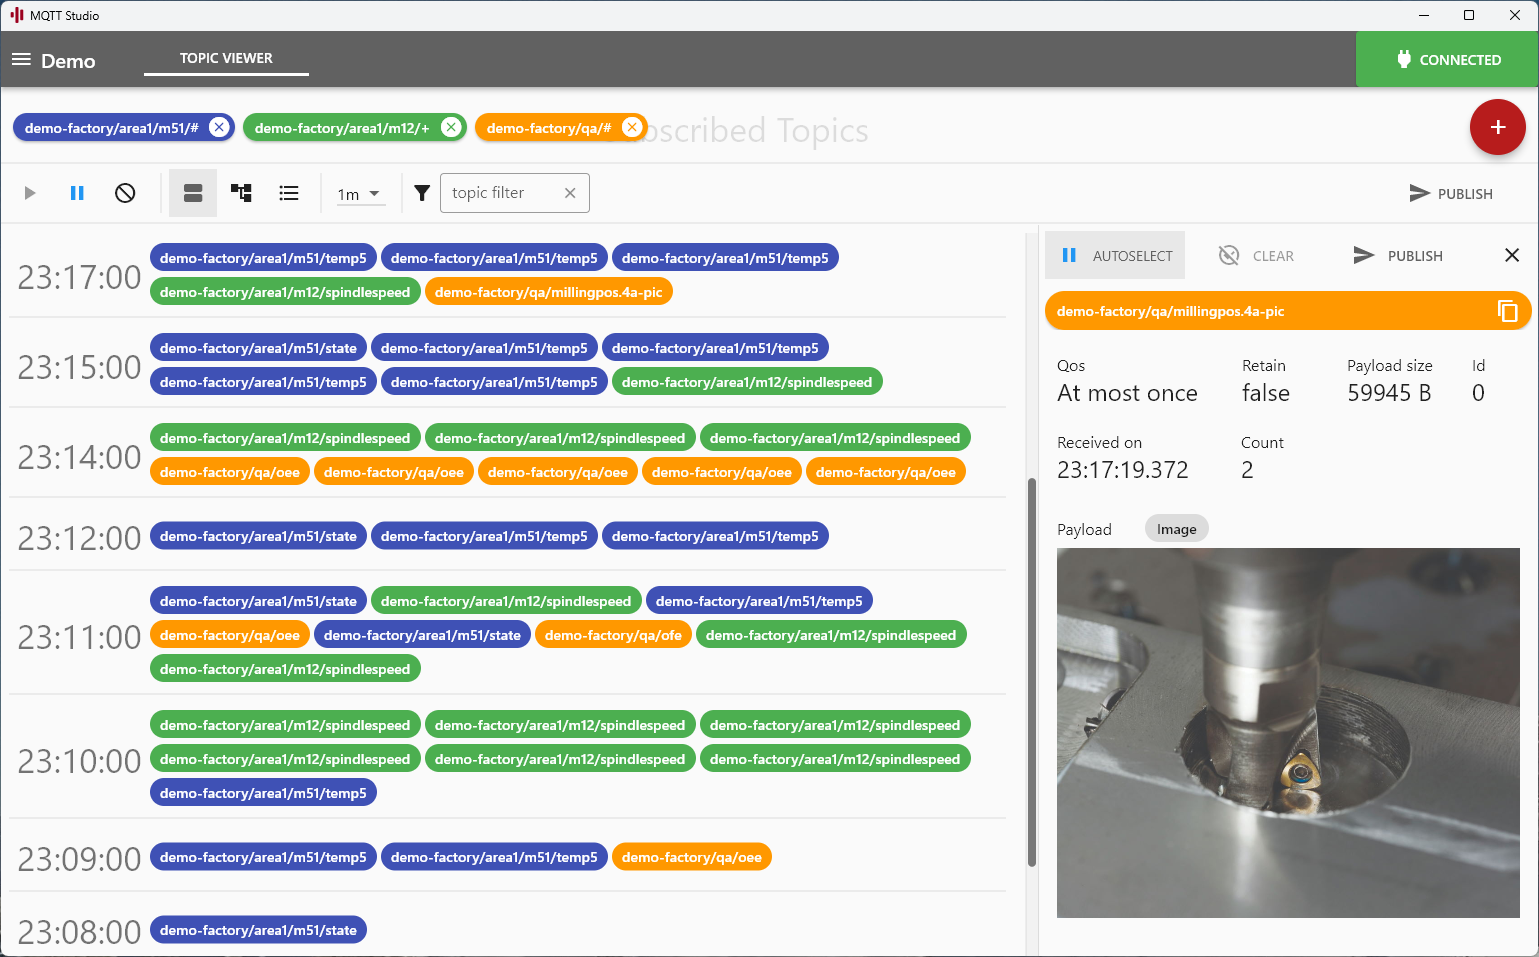 MQTT Studio
Demo TOPIC VIEWER CONNECTED
demo-factory/area1/m51/# demo-factory/area1/m12/+ demo-factory/qa/# bscribed Topics
1m topic filter PUBLISH
23:17:00 demo-factory/area1/m51/temp5 demo-factory/area1/m51/temp5 demo-factory/area1/m51/temp5
demo-factory/area1/m12/spindlespeed demo-factory/qa/millingpos.4a-pic
23:15:00 demo-factory/area1/m51/state demo-factory/area1/m51/temp5 demo-factory/area1/m51/temp5
demo-factory/area1/m51/temp5 demo-factory/area1/m51/temp5 demo-factory/area1/m12/spindlespeed
23:14:00 demo-factory/area1/m12/spindlespeed demo-factory/area1/m12/spindlespeed demo-factory/area1/m12/spindlespeed
demo-factory/qa/oee demo-factory/qa/oee demo-factory/qa/oee demo-factory/qa/oee demo-factory/qa/oee
23:12:00 demo-factory/area1/m51/state demo-factory/area1/m51/temp5 demo-factory/area1/m51/temp5
23:11:00 demo-factory/area1/m51/state demo-factory/area1/m12/spindlespeed demo-factory/area1/m51/temp5
demo-factory/qa/oee demo-factory/area1/m51/state demo-factory/qa/ofe demo-factory/area1/m12/spindlespeed
demo-factory/area1/m12/spindlespeed
23:10:00 demo-factory/area1/m12/spindlespeed demo-factory/area1/m12/spindlespeed demo-factory/area1/m12/spindlespeed
demo-factory/area1/m12/spindlespeed demo-factory/area1/m12/spindlespeed demo-factory/area1/m12/spindlespeed
demo-factory/area1/m51/temp5
23:09:00 demo-factory/area1/m51/temp5 demo-factory/area1/m51/temp5 demo-factory/qa/oee
23:08:00 demo-factory/area1/m51/state
AUTOSELECT CLEAR PUBLISH
demo-factory/qa/millingpos.4a-pic
Qos Retain Payload size Id
At most once false 59945 B 0
Received on Count
23:17:19.372 2
Payload Image